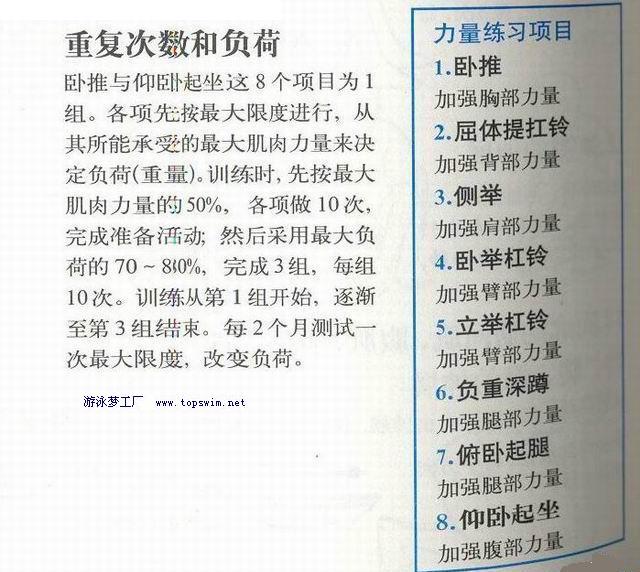 重复次数和负荷
卧推与仰卧起坐这8个项目为1
组。各项先按最大限度进行，从
其所能承受的最大肌肉力量来决
定负荷(重量)。训练时，先按最大
肌肉力量的50%，各项做10次，
完成准备活动；然后采用最大负
荷的70～80%，完成3组，每组
10次。训练从第1组开始，逐渐
至第3组结束。每2个月测试一
次最大限度，改变负荷。
游泳梦工厂 www.topswim.net
力量练习项目
1.卧推
加强胸部力量
2.屈体提扛铃
加强背部力量
3.侧举
加强肩部力量
4.卧举杠铃
加强臂部力量
5.立举杠铃
加强臂部力量
6.负重深蹲
加强腿部力量
7.俯卧起腿
加强腿部力量
8.仰卧起坐
加强腹部力量